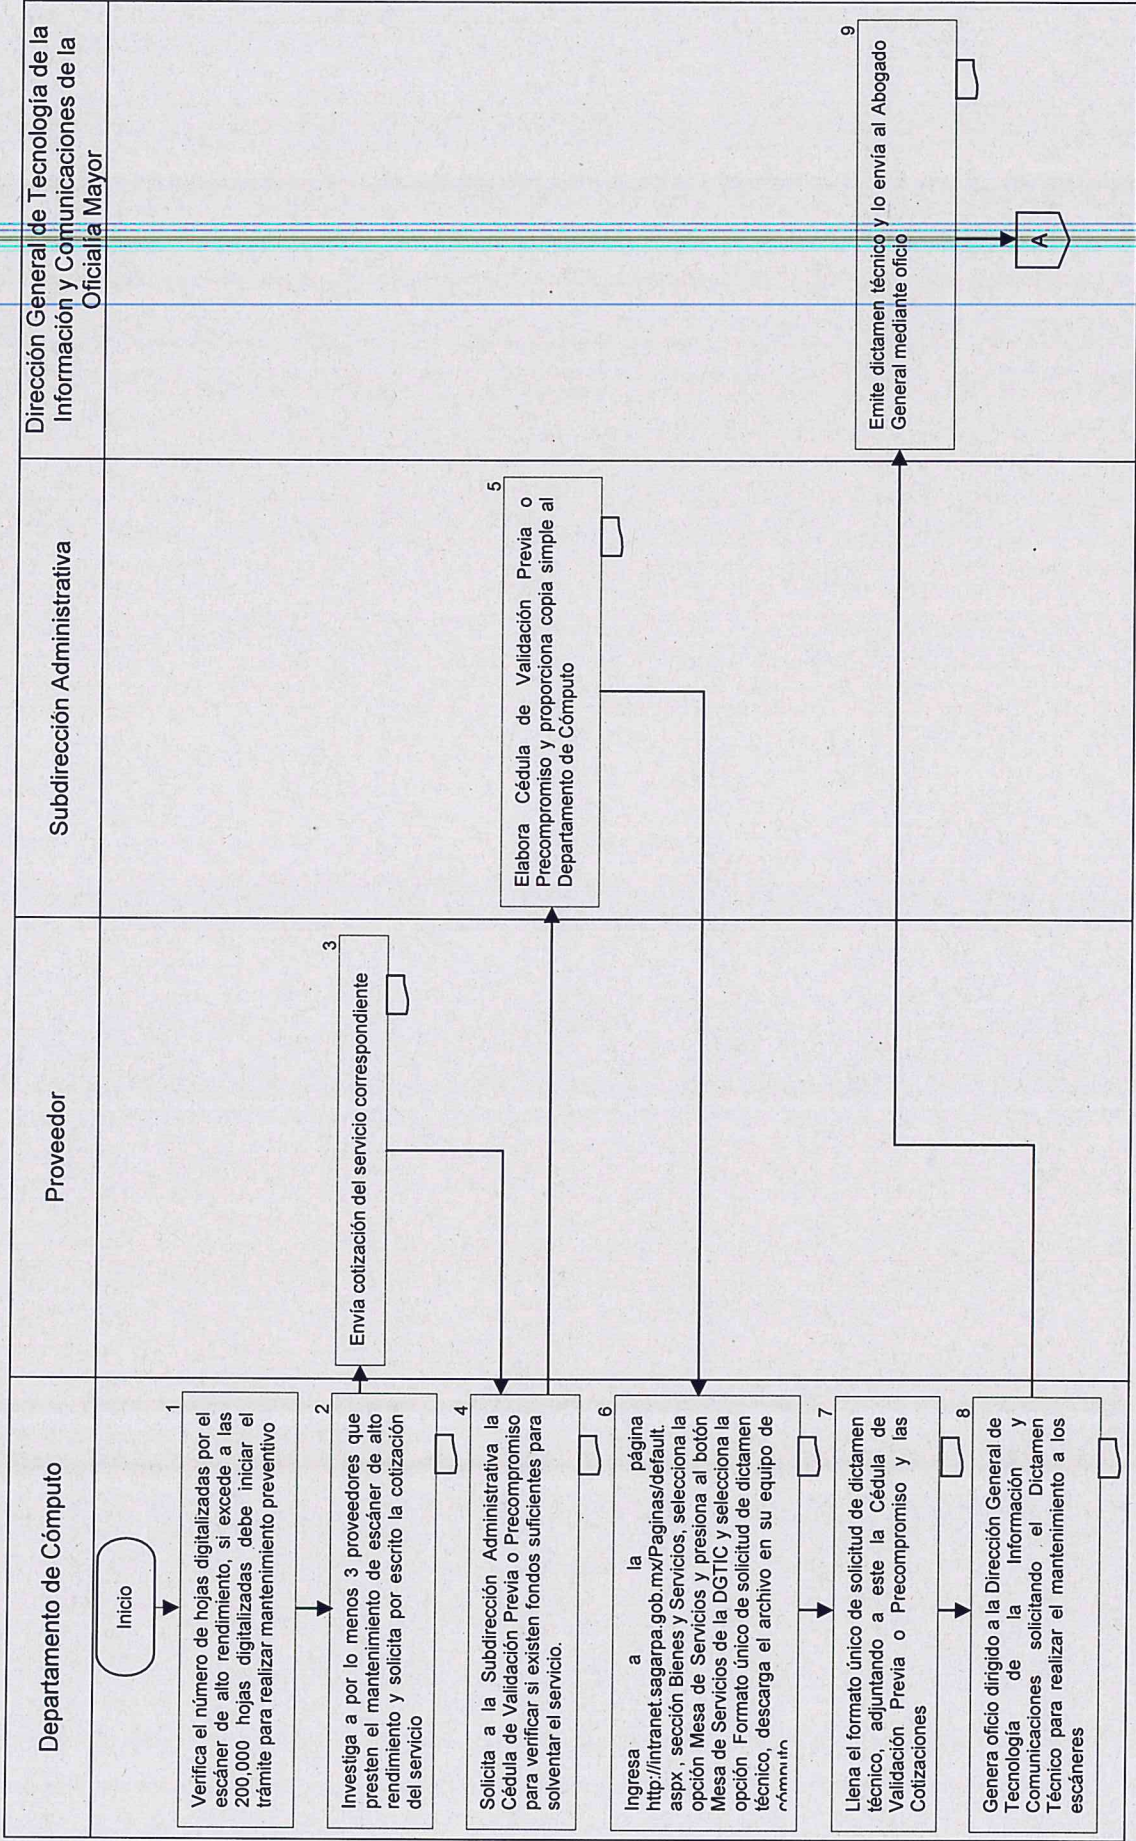 Departamento de Cómputo
Proveedor
Subdirección Administrativa
Dirección General de Tecnología de la
Información y Comunicaciones de la
Oficialía Mayor
Inicio
1
Verifica el número de hojas digitalizadas por el
escáner de alto rendimiento, si excede a las
200,000 hojas digitalizadas debe iniciar el
trámite para realizar mantenimiento preventivo
2
Investiga a por lo menos 3 proveedores que
presten el mantenimiento de escáner de alto
rendimiento y solicita por escrito la cotización
del servicio
3
Envía cotización del servicio correspondiente
4
Solicita a la Subdirección Administrativa la
Cédula de Validación Previa o Precompromiso
para verificar si existen fondos suficientes para
solventar el servicio.
5
Elabora Cédula de Validación Previa o
Precompromiso y proporciona copia simple al
Departamento de Cómputo
6
Ingresa a la página
http://intranet.sagarpa.gob.mx/Paginas/default.
aspx , sección Bienes y Servicios, selecciona la
opción Mesa de Servicios y presiona al botón
Mesa de Servicios de la DGTIC y selecciona la
opción Formato único de solicitud de dictamen
técnico, descarga el archivo en su equipo de
cómputo
7
Llena el formato único de solicitud de dictamen
técnico, adjuntando a este la Cédula de
Validación Previa o Precompromiso y las
Cotizaciones
8
Genera oficio dirigido a la Dirección General de
Tecnología de la Información y
Comunicaciones solicitando el Dictamen
Técnico para realizar el mantenimiento a los
escáneres
9
Emite dictamen técnico y lo envía al Abogado
General mediante oficio
A